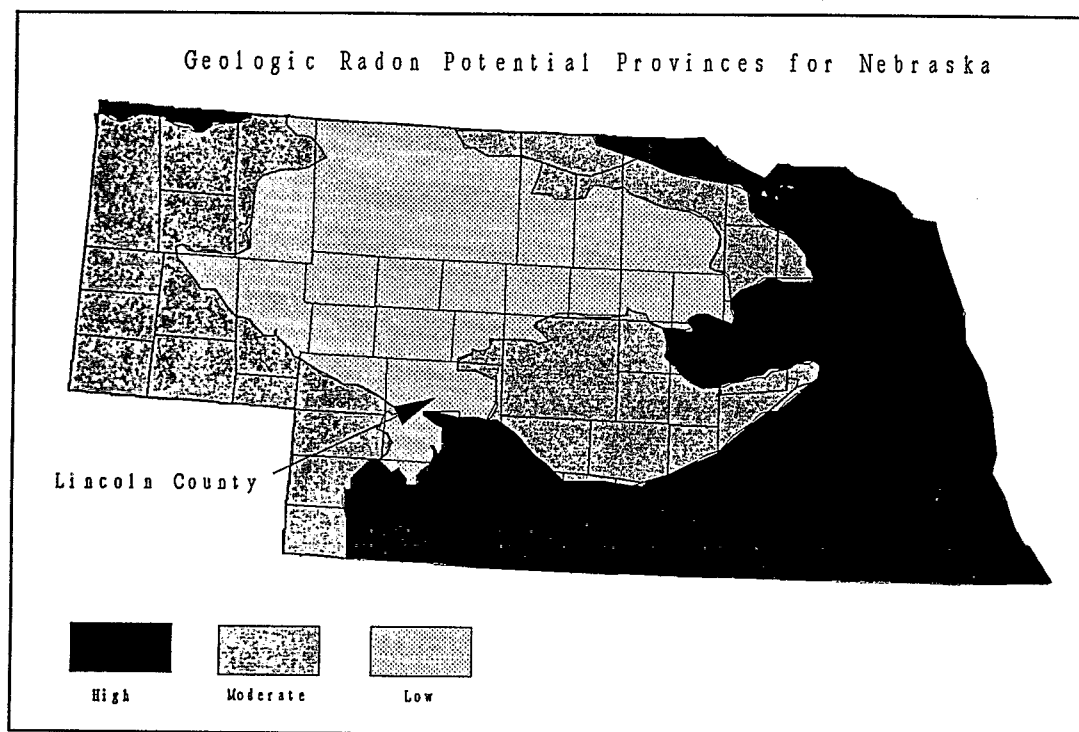 Geologic Radon Potential Provinces for Nebraska
Lincoln County
High
Moderate
Low